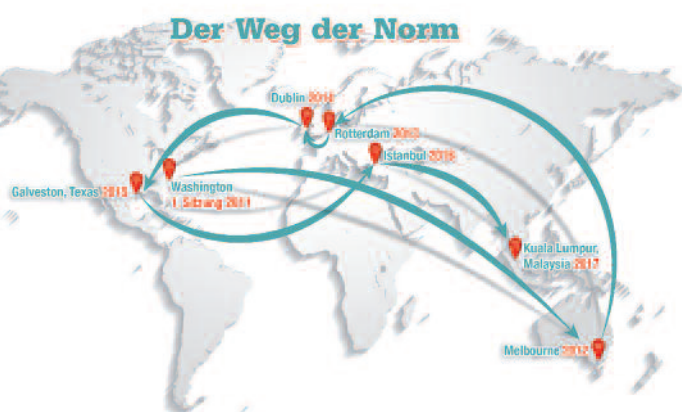 Der Weg der Norm
Dublin 2014
Rotterdam 2013
Istanbul 2016
Galveston, Texas 2015
Washington
1. Sitzung 2011
Kuala Lumpur,
Malaysia 2017
Melbourne 2012